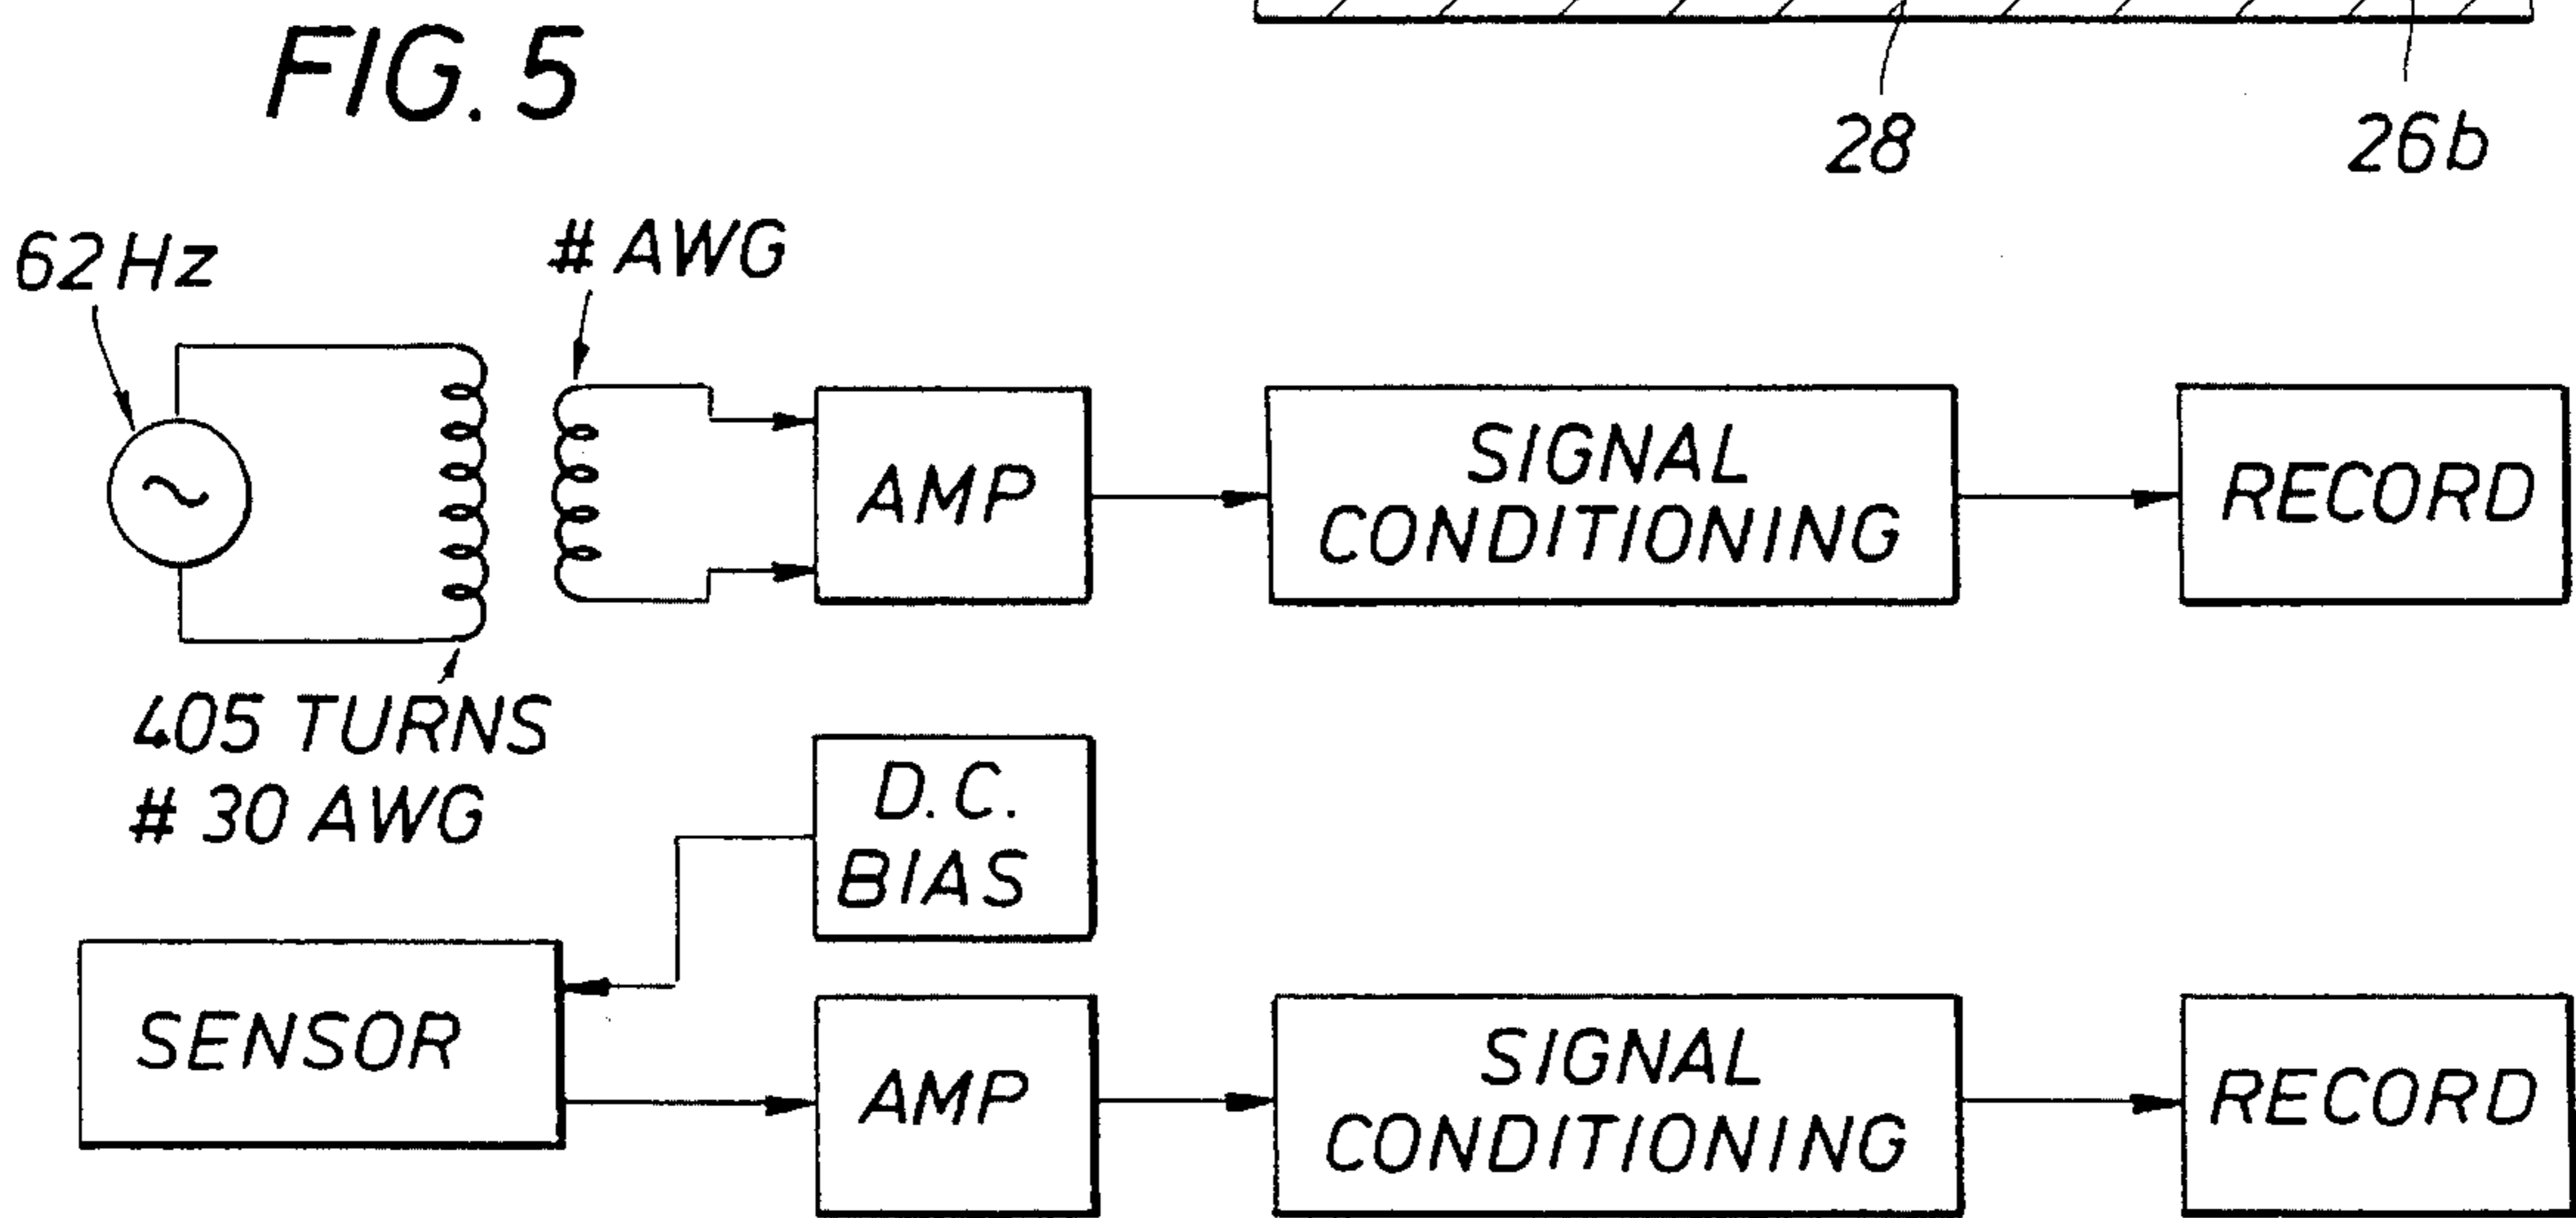 FIG. 5
28
26b
62 Hz
# AWG
AMP
SIGNAL
CONDITIONING
RECORD
405 TURNS
# 30 AWG
D.C.
BIAS
SENSOR
AMP
SIGNAL
CONDITIONING
RECORD